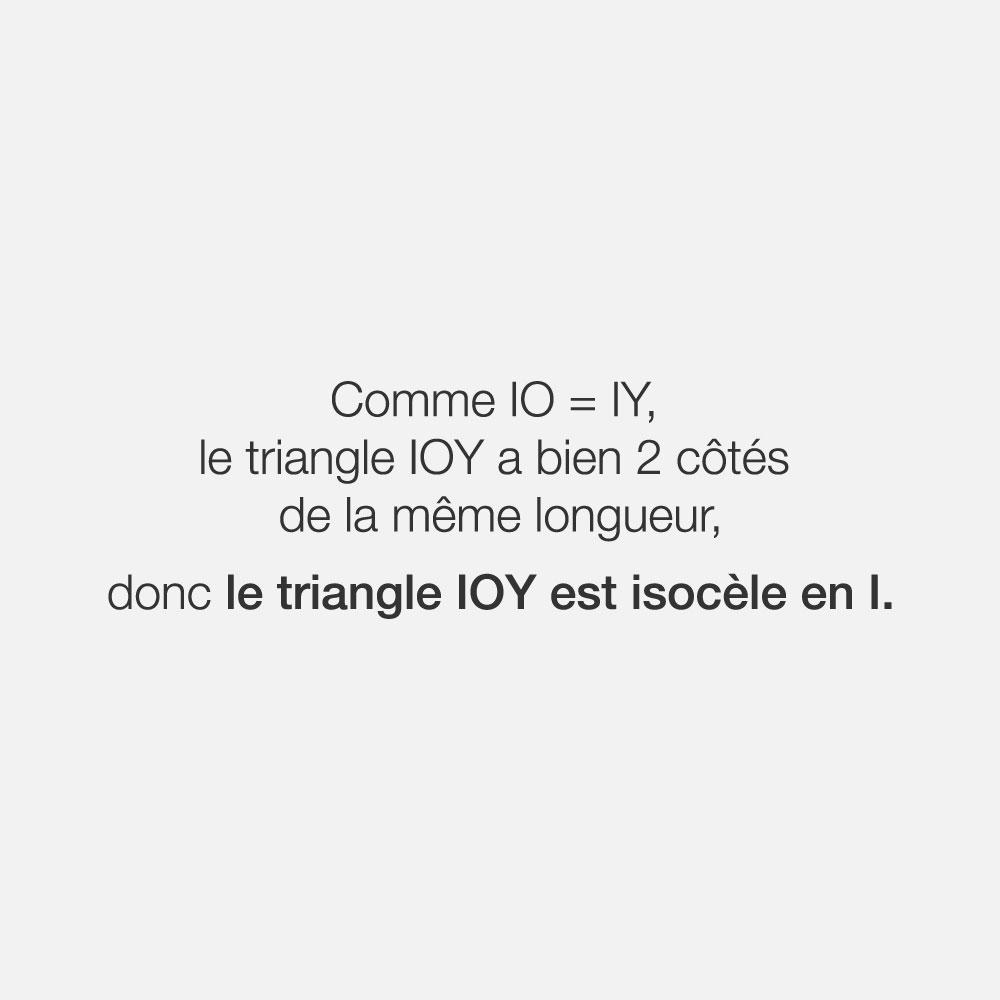 Comme IO = IY,
le triangle IOY a bien 2 côtés
de la même longueur,
donc le triangle IOY est isocèle en I.